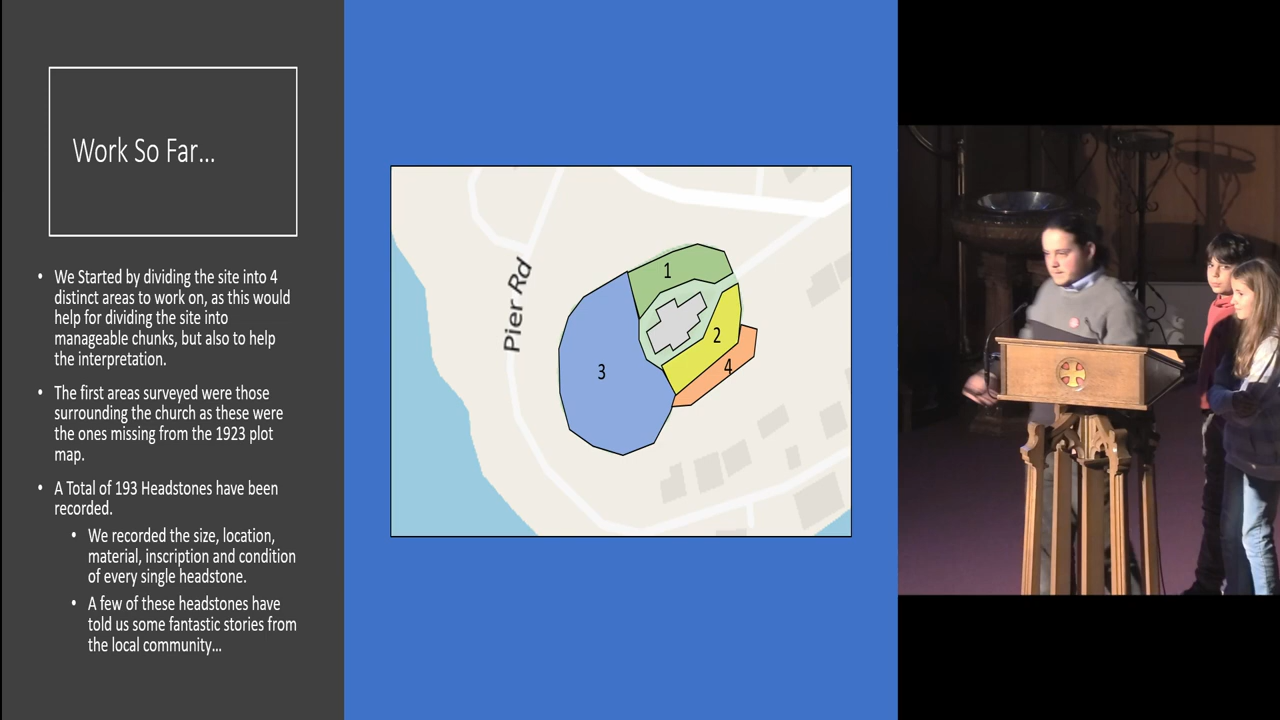 Work So Far...
• We Started by dividing the site into 4
distinct areas to work on, as this would
help for dividing the site into
manageable chunks, but also to help
the interpretation.
• The first areas surveyed were those
surrounding the church as these were
the ones missing from the 1923 plot
map.
• A Total of 193 Headstones have been
recorded.
• We recorded the size, location,
material, inscription and condition
of every single headstone.
• A few of these headstones have
told us some fantastic stories from
the local community...
Pier Rd
1
2
3
4